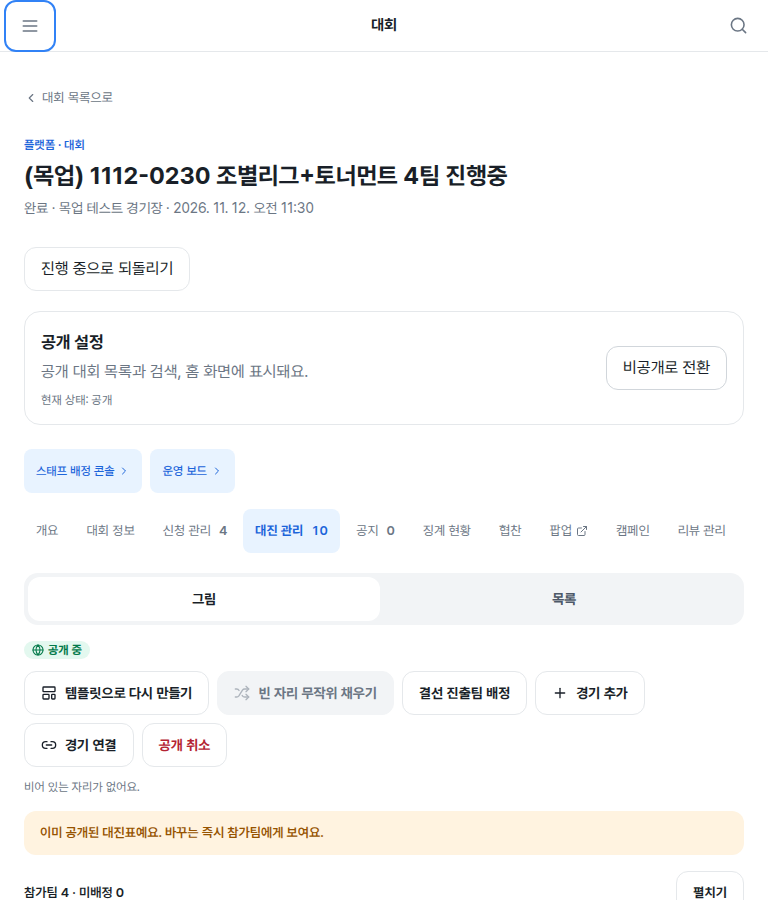 대회
대회 목록으로
플랫폼 · 대회
(목업) 1112-0230 조별리그+토너먼트 4팀 진행중
완료 · 목업 테스트 경기장 · 2026. 11. 12. 오전 11:30
진행 중으로 되돌리기
공개 설정
공개 대회 목록과 검색, 홈 화면에 표시돼요.
현재 상태: 공개
비공개로 전환
스태프 배정 콘솔
운영 보드
개요 대회 정보 신청 관리 4 대진 관리 10 공지 0 징계 현황 협찬 팝업 캠페인 리뷰 관리
그림 목록
공개 중
템플릿으로 다시 만들기 빈 자리 무작위 채우기 결선 진출팀 배정 경기 추가
경기 연결 공개 취소
비어 있는 자리가 없어요.
이미 공개된 대진표예요. 바꾸는 즉시 참가팀에게 보여요.
참가팀 4 · 미배정 0 펼치기